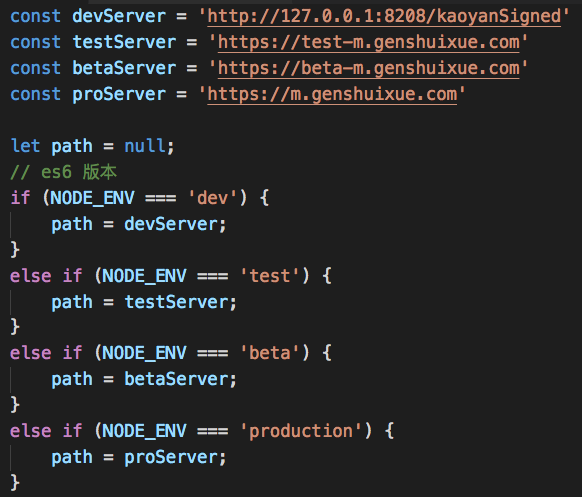 const devServer = 'http://127.0.0.1:8208/kaoyanSigned'
const testServer = 'https://test-m.genshuixue.com'
const betaServer = 'https://beta-m.genshuixue.com'
const proServer = 'https://m.genshuixue.com'
let path = null;
// es6 版本
if (NODE_ENV === 'dev') {
    path = devServer;
}
else if (NODE_ENV === 'test') {
    path = testServer;
}
else if (NODE_ENV === 'beta') {
    path = betaServer;
}
else if (NODE_ENV === 'production') {
    path = proServer;
}